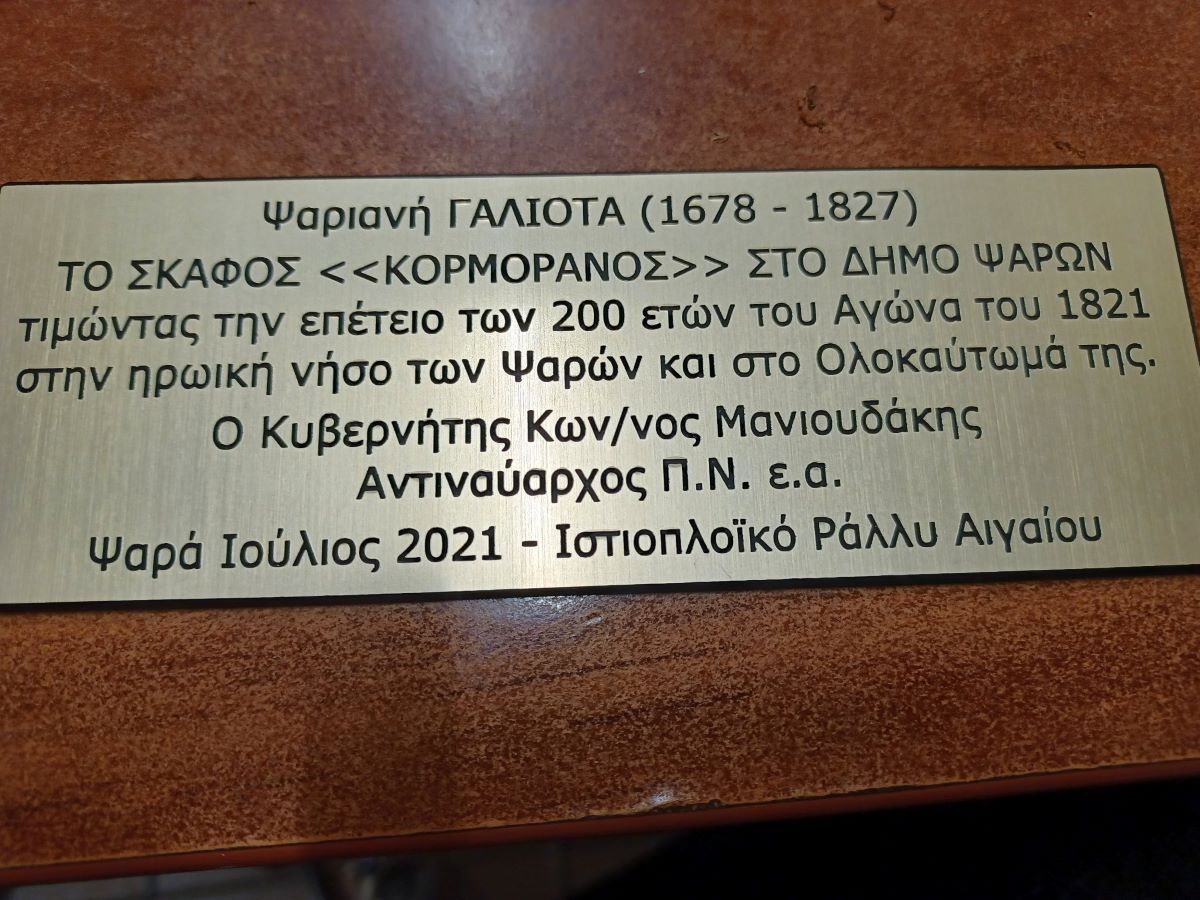 Ψαριανή ΓΑΛΙΟΤΑ (1678 - 1827)
ΤΟ ΣΚΑΦΟΣ <<ΚΟΡΜΟΡΑΝΟΣ>> ΣΤΟ ΔΗΜΟ ΨΑΡΩΝ
τιμώντας την επέτειο των 200 ετών του Αγώνα του 1821
στην ηρωική νήσο των Ψαρών και στο Ολοκαύτωμά της.
Ο Κυβερνήτης Κων/νος Μανιουδάκης
Αντιναύαρχος Π.Ν. ε.α.
Ψαρά Ιούλιος 2021 - Ιστιοπλοϊκό Ράλλυ Αιγαίου